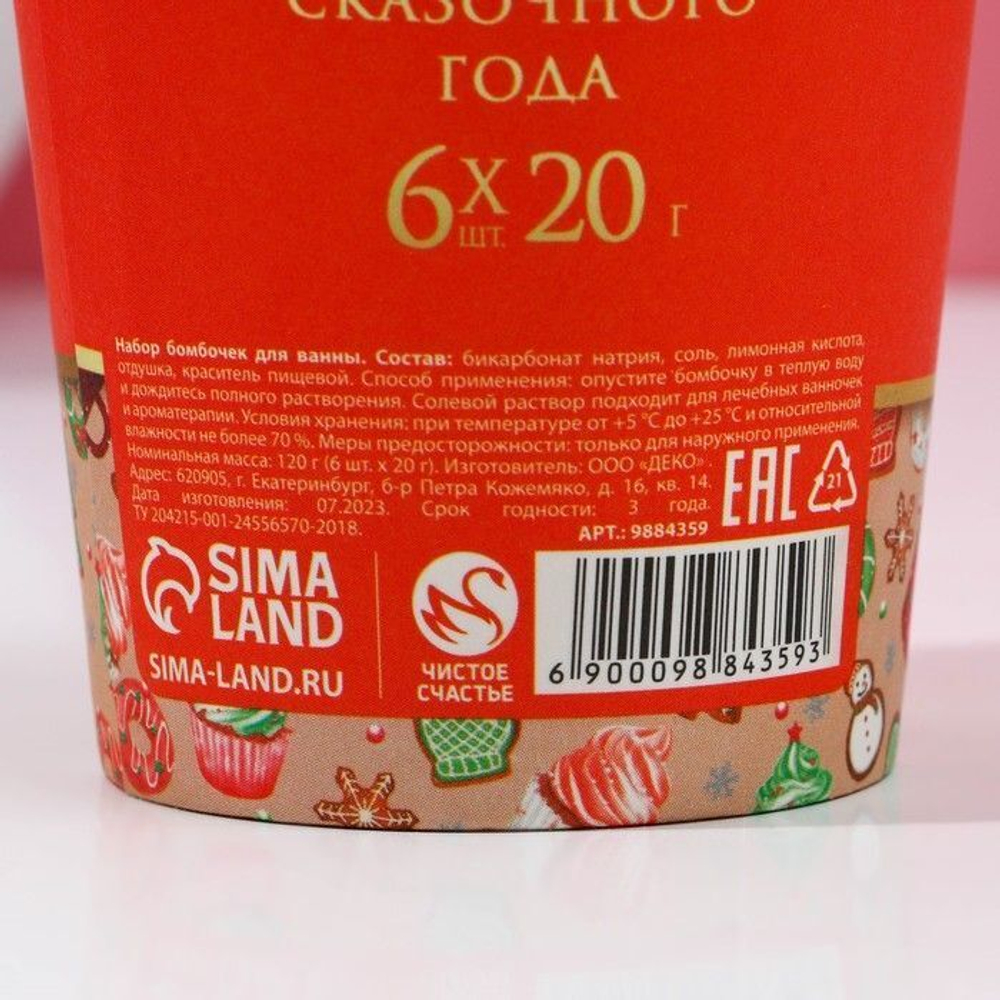 СКАЗОЧНОГО
ГОДА
6 ШТ. X 20 Г
Набор бомбочек для ванны. Состав: бикарбонат натрия, соль, лимонная кислота,
отдушка, краситель пищевой. Способ применения: опустите бомбочку в теплую воду
и дождитесь полного растворения. Солевой раствор подходит для лечебных ванночек
и ароматерапии. Условия хранения: при температуре от +5 °С до +25 °С и относительной
влажности не более 70 %. Меры предосторожности: только для наружного применения.
Номинальная масса: 120 г (6 шт. х 20 г). Изготовитель: ООО «ДЕКО».
Адрес: 620905, г. Екатеринбург, б-р Петра Кожемяко, д. 16, кв. 14.
Дата изготовления: 07.2023. Срок годности: 3 года.
ТУ 204215-001-24556570-2018.
EAC
21
АРТ.: 9884359
SIMA
LAND
SIMA-LAND.RU
ЧИСТОЕ
СЧАСТЬЕ
6 900098 843593